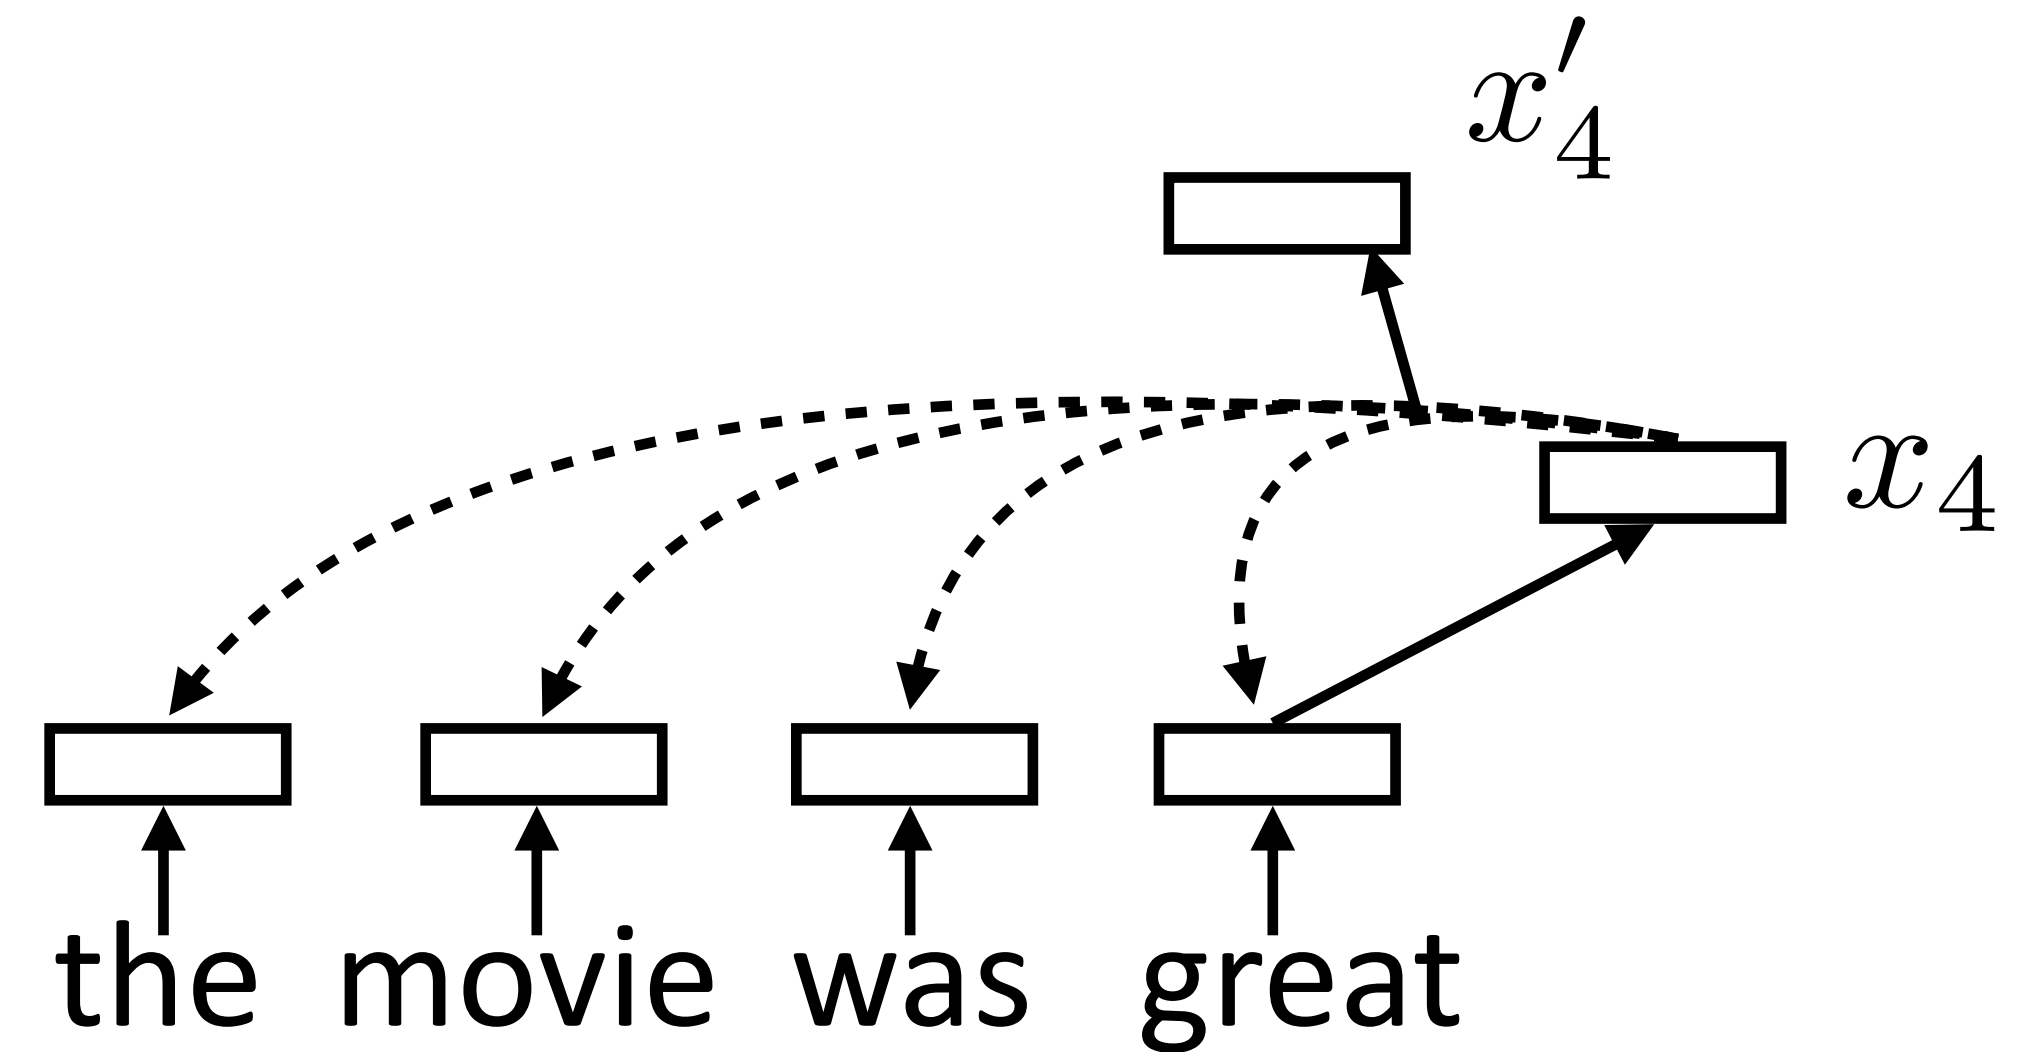 x′₄
x₄
the movie was great